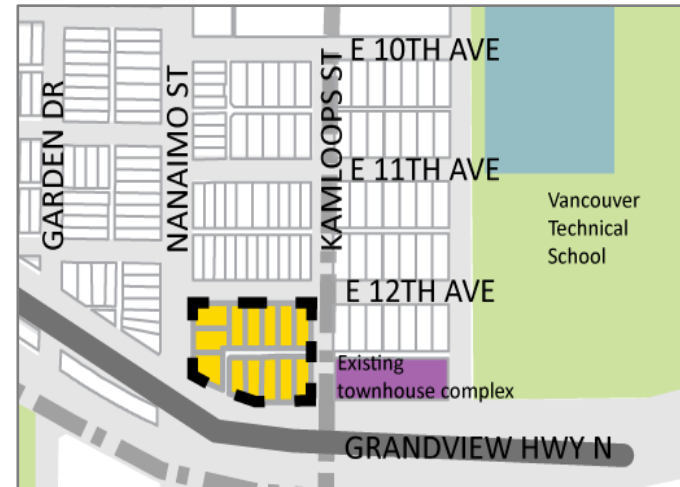 E 10TH AVE
GARDEN DR
NANAIMO ST
KAMLOOPS ST
E 11TH AVE
Vancouver
Technical
School
E 12TH AVE
Existing
townhouse complex
GRANDVIEW HWY N